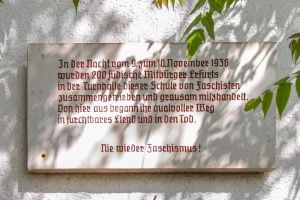 In der Nacht vom 9. zum 10. November 1938
wurden 200 jüdische Mitbürger Erfurts
in der Turnhalle dieser Schule von Faschisten
zusammengetrieben und grausam mißhandelt.
Von hier aus begann ihr qualvoller Weg
in furchtbares Elend und in den Tod.
Nie wieder Faschismus!